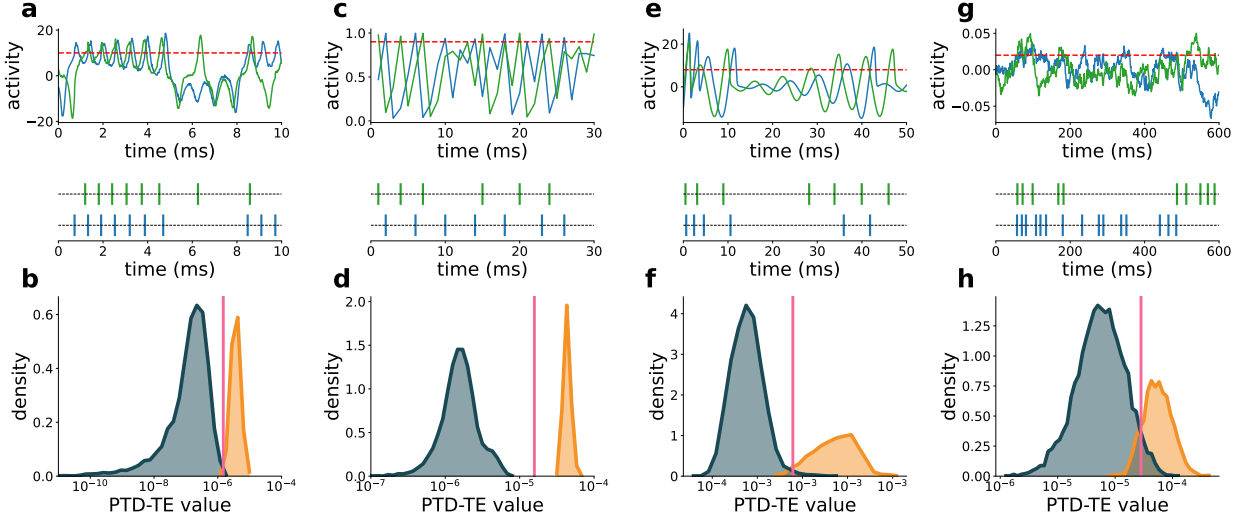 a
20
0
−20
activity
0 2 4 6 8 10
time (ms)
0 2 4 6 8 10
time (ms)
b
0.6
0.4
0.2
0.0
density
10⁻¹⁰ 10⁻⁸ 10⁻⁶ 10⁻⁴
PTD-TE value
c
1.0
0.5
0.0
activity
0 10 20 30
time (ms)
0 10 20 30
time (ms)
d
2.0
1.5
1.0
0.5
0.0
density
10⁻⁷ 10⁻⁶ 10⁻⁵ 10⁻⁴
PTD-TE value
e
20
0
activity
0 10 20 30 40 50
time (ms)
0 10 20 30 40 50
time (ms)
f
4
3
2
1
0
density
10⁻⁴ 10⁻³ 10⁻³ 10⁻³ 10⁻³
PTD-TE value
g
0.05
0.00
−0.05
activity
0 200 400 600
time (ms)
0 200 400 600
time (ms)
h
1.25
1.00
0.75
0.50
0.25
0.00
density
10⁻⁶ 10⁻⁵ 10⁻⁴
PTD-TE value